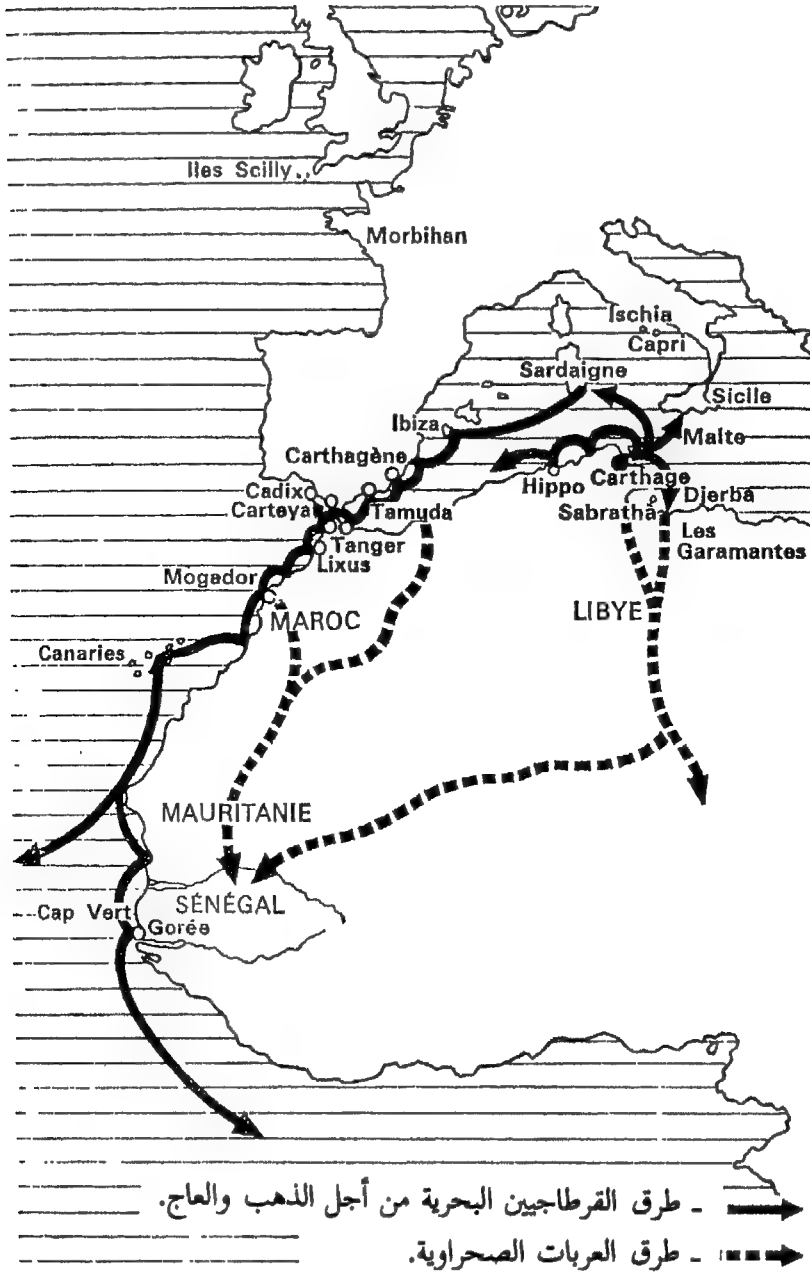 Iles Scilly
Morbihan
Ischia
Capri
Sardaigne
Sicile
Ibiza
Malte
Carthagène
Hippo
Carthage
Cadix
Djerba
Carteya
Tamuda
Sabratha
Tanger
Les
Garamantes
Lixus
Mogador
MAROC
LIBYE
Canaries
MAURITANIE
SÉNÉGAL
Cap Vert
Gorée
ـ طرق القرطاجيين البحرية من أجل الذهب والعاج.
ـ طرق العربات الصحراوية.